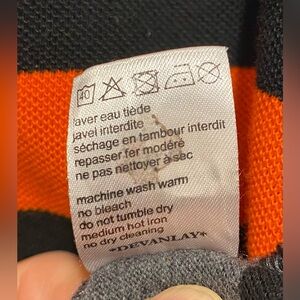 40
laver eau tiède
javel interdite
séchage en tambour interdit
repasser fer modéré
ne pas nettoyer à sec
machine wash warm
no bleach
do not tumble dry
medium hot iron
no dry cleaning
*DEVANLAY*